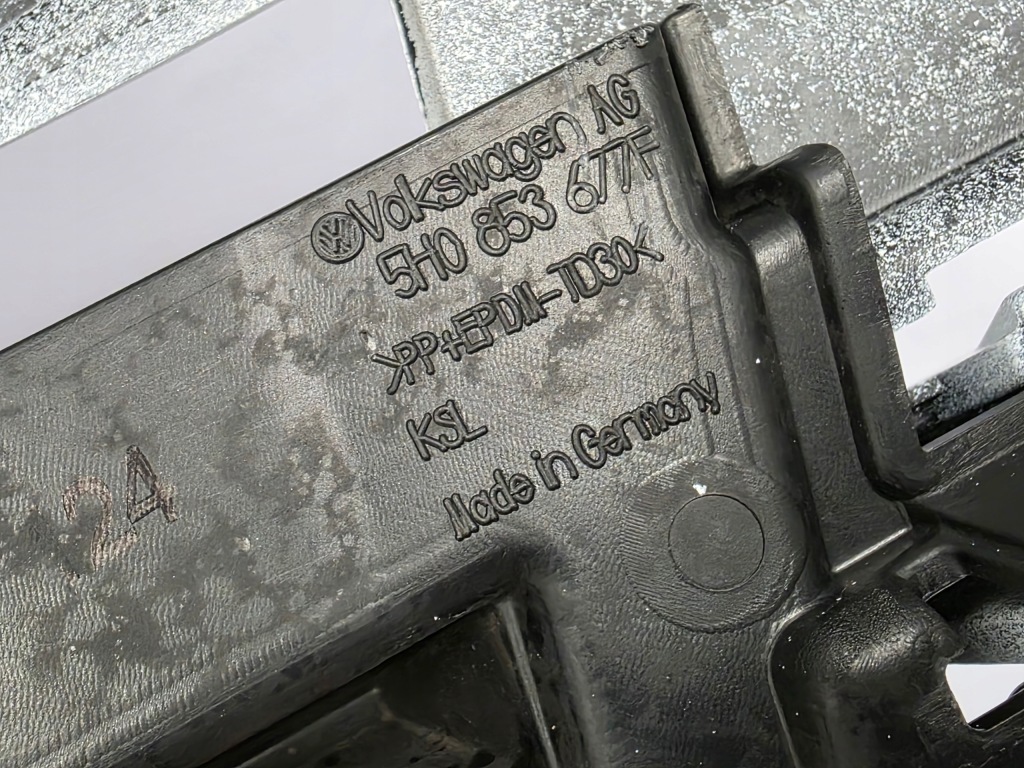 Volkswagen AG
5H0 853 677F
>PP+EPDM-TD30<
KSL
Made in Germany
24